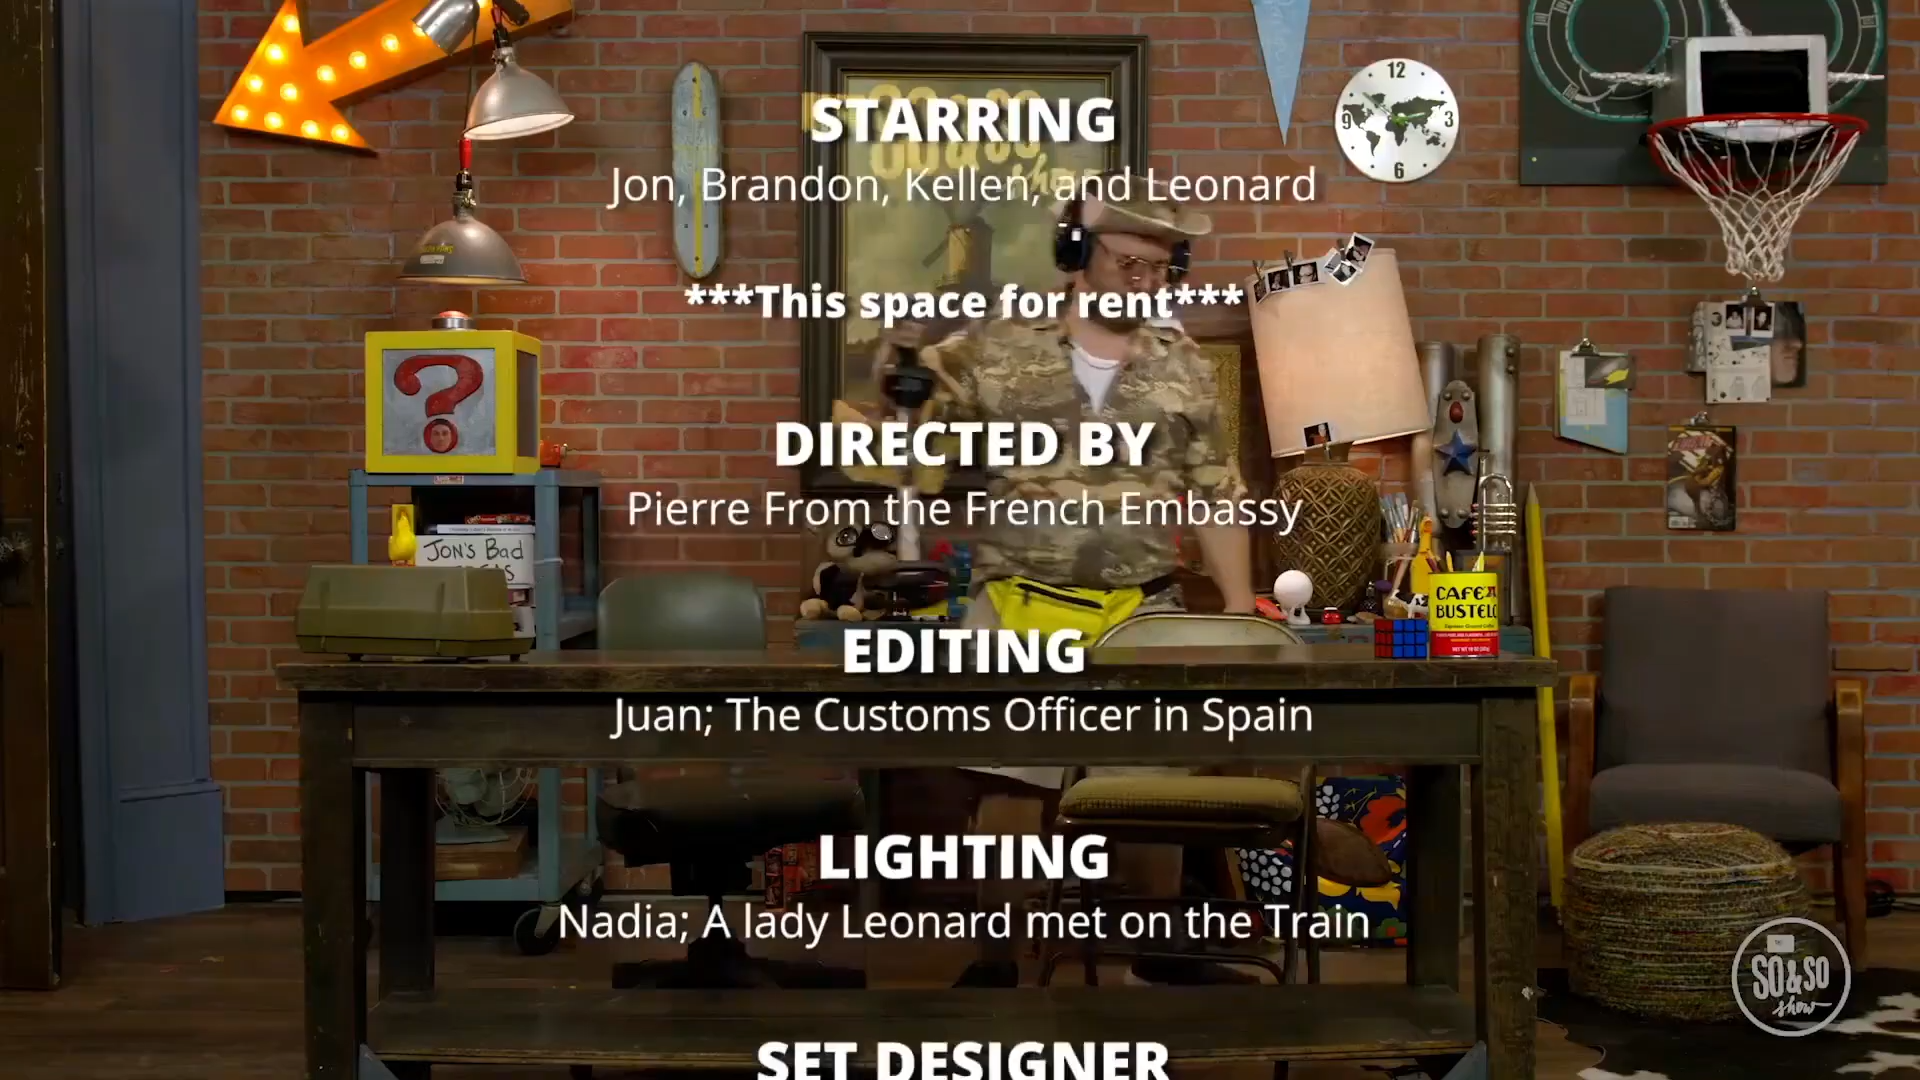 STARRING
Jon, Brandon, Kellen, and Leonard
***This space for rent***
DIRECTED BY
Pierre From the French Embassy
EDITING
Juan; The Customs Officer in Spain
LIGHTING
Nadia; A lady Leonard met on the Train
SET DESIGNER
12
3
6
9
?
JON'S Bad
CAFÉ
BUSTELO
SO & SO
show